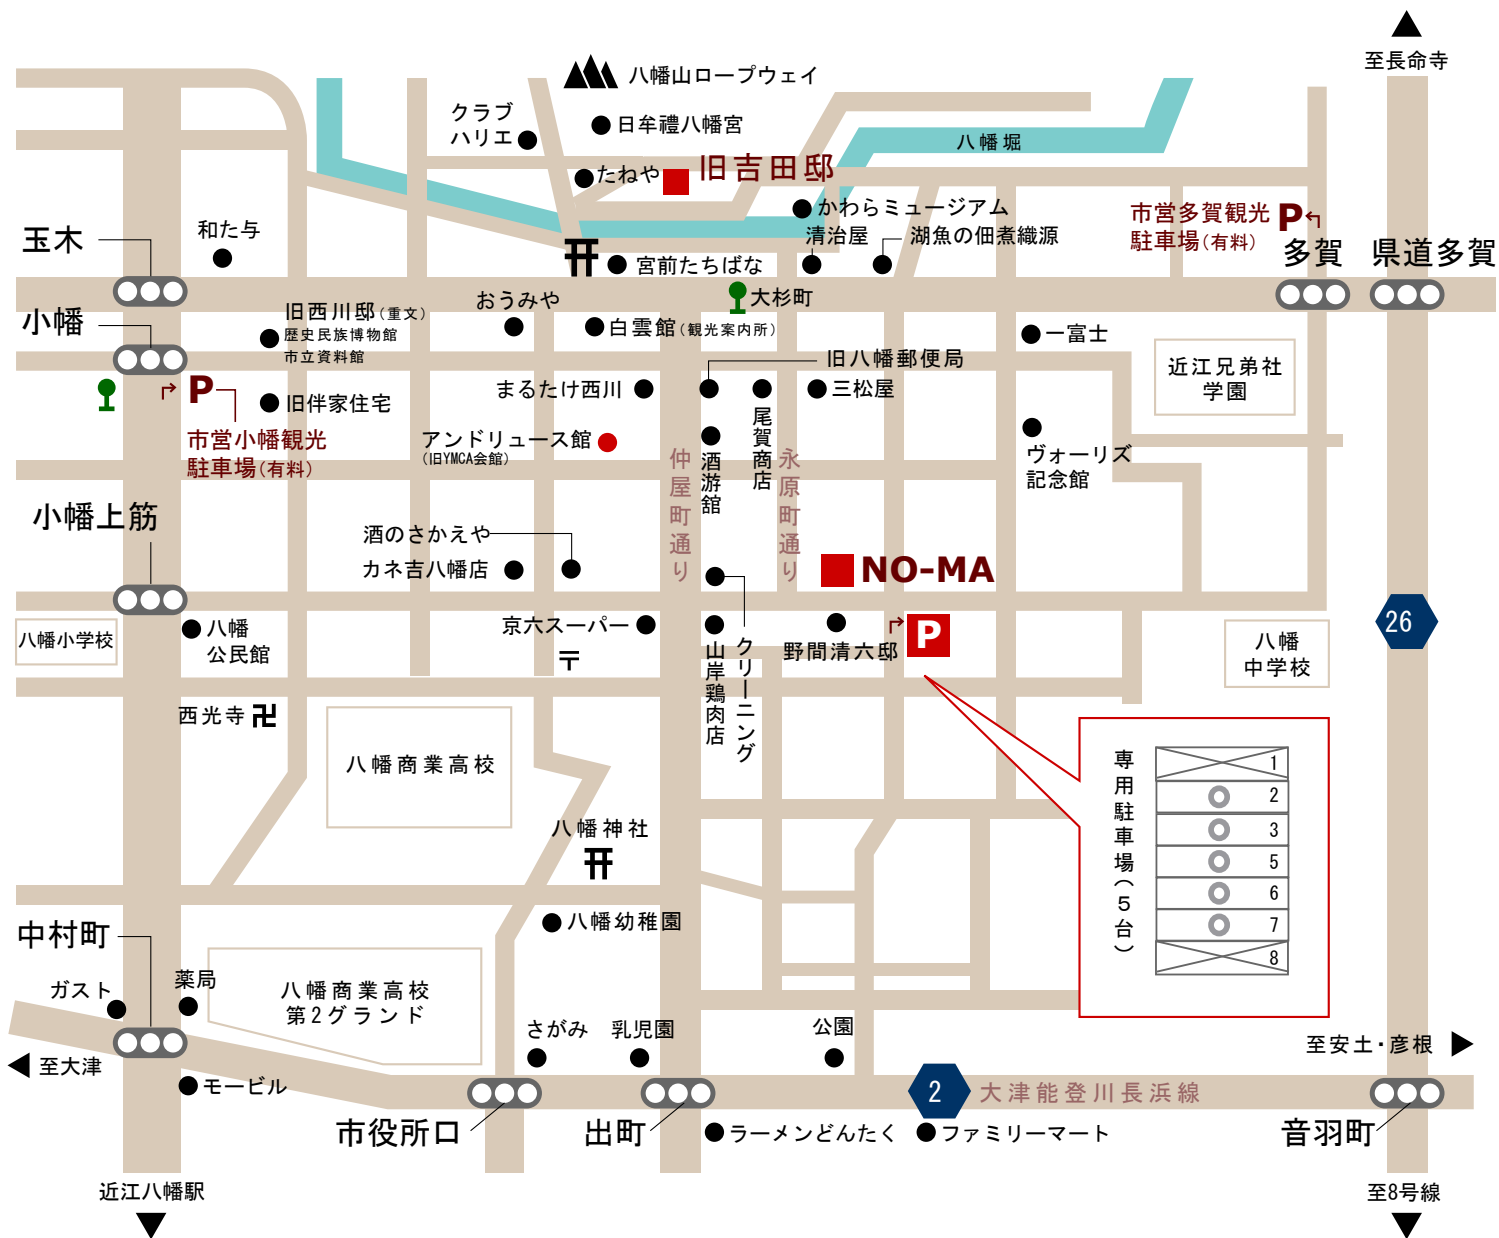 至長命寺
八幡山ロープウェイ
クラブ
ハリエ
日牟禮八幡宮
八幡堀
たねや
旧吉田邸
かわらミュージアム
市営多賀観光
駐車場(有料)
P
和た与
玉木
清治屋
湖魚の佃煮織源
宮前たちばな
多賀
県道多賀
大杉町
おうみや
小幡
旧西川邸(重文)
歴史民族博物館
市立資料館
白雲館(観光案内所)
一富士
旧八幡郵便局
近江兄弟社
学園
P
まるたけ西川
三松屋
旧伴家住宅
市営小幡観光
駐車場(有料)
アンドリュース館
(旧YMCA会館)
尾賀商店
酒游舘
仲屋町通り
永原町通り
ヴォーリズ
記念館
小幡上筋
酒のさかえや
カネ吉八幡店
NO-MA
八幡小学校
八幡
公民館
京六スーパー
〒
山岸鶏肉店
クリーニング
野間清六邸
P
26
八幡
中学校
西光寺
卍
八幡商業高校
専用駐車場(5台)
1
2
3
5
6
7
8
八幡神社
八幡幼稚園
中村町
ガスト
薬局
八幡商業高校
第2グランド
さがみ
乳児園
公園
至大津
モービル
至安土・彦根
2
大津能登川長浜線
市役所口
出町
ラーメンどんたく
ファミリーマート
音羽町
近江八幡駅
至8号線